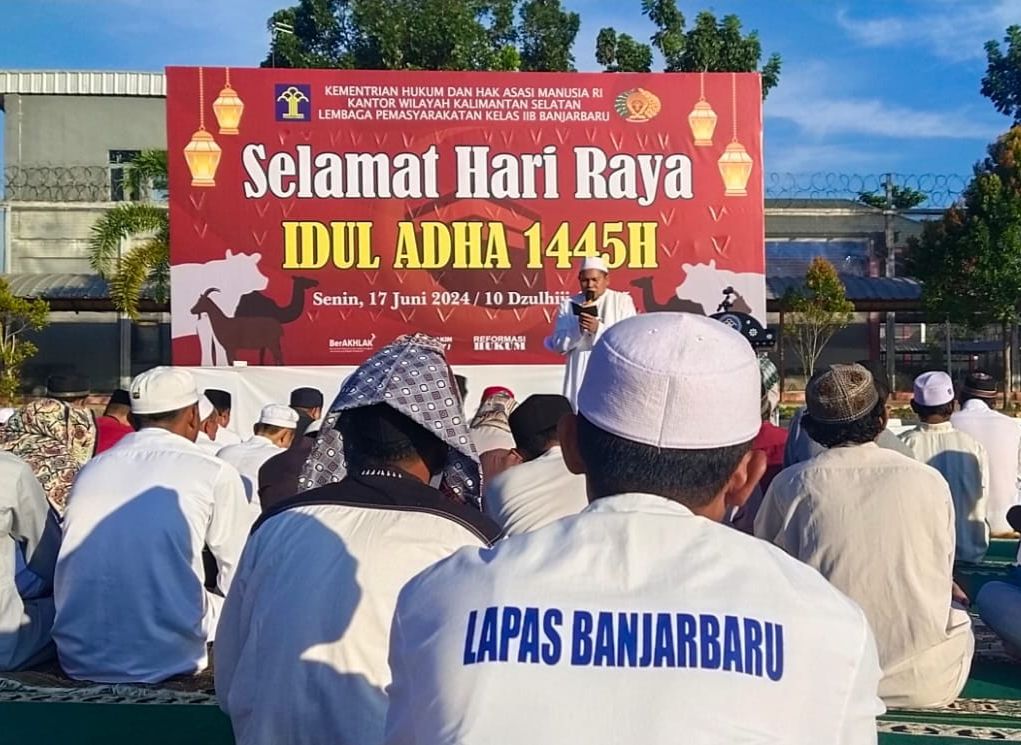 KEMENTRIAN HUKUM DAN HAK ASASI MANUSIA RI
KANTOR WILAYAH KALIMANTAN SELATAN
LEMBAGA PEMASYARAKATAN KELAS IIB BANJARBARU
Selamat Hari Raya
IDUL ADHA 1445H
Senin, 17 Juni 2024 / 10
BerAKHLAK
REFORMASI
HUKUM
LAPAS BANJARBARU